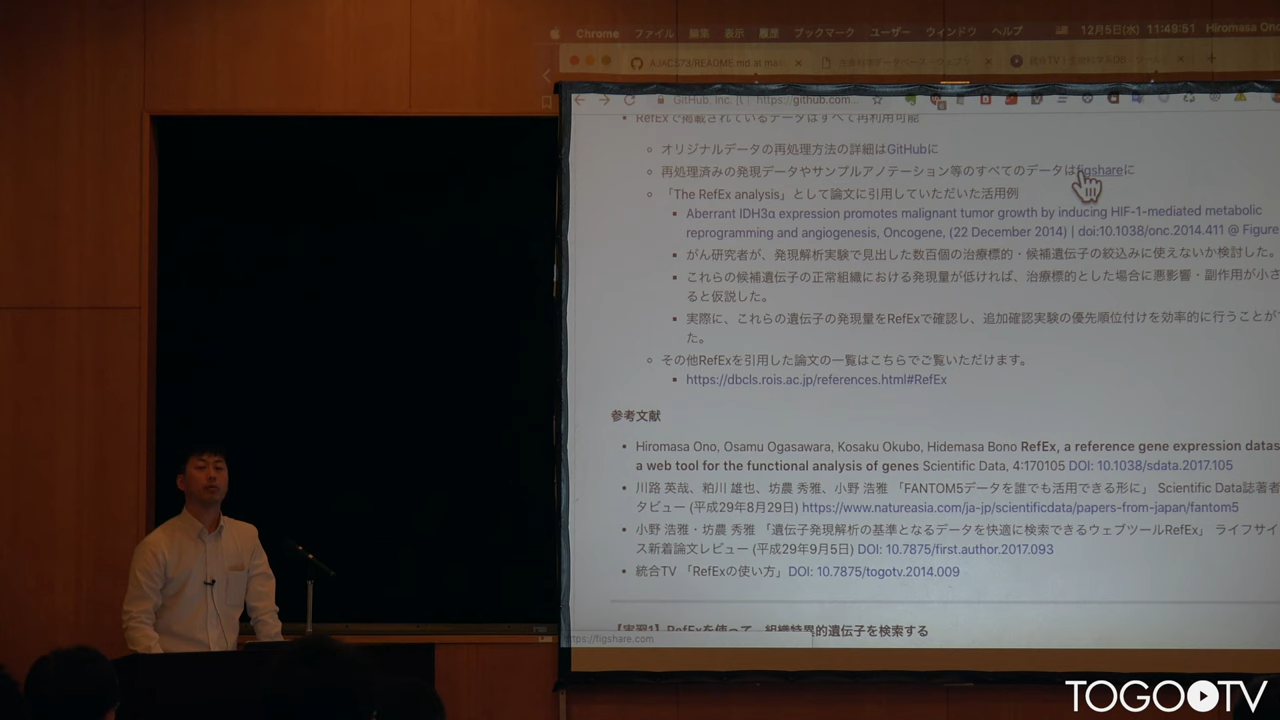 Chrome ファイル 編集 表示 履歴 ブックマーク ユーザー ウィンドウ ヘルプ 12月5日(水) 11:49:51 Hiromasa Ono
AJACS73/README.md at mas
GitHub, Inc. [ https://github.com...
RefExで掲載されているデータはすべて再利用可能
オリジナルデータの再処理方法の詳細はGitHubに
再処理済みの発現データやサンプルアノテーション等のすべてのデータはfigshareに
「The RefEx analysis」として論文に引用していただいた活用例
Aberrant IDH3α expression promotes malignant tumor growth by inducing HIF-1-mediated metabolic
reprogramming and angiogenesis, Oncogene, (22 December 2014) | doi:10.1038/onc.2014.411 @ Figure
がん研究者が、発現解析実験で見出した数百個の治療標的・候補遺伝子の絞込みに使えないか検討した。
これらの候補遺伝子の正常組織における発現量が低ければ、治療標的とした場合に悪影響・副作用が小さ
ると仮説した。
実際に、これらの遺伝子の発現量をRefExで確認し、追加確認実験の優先順位付けを効率的に行うことが
た。
その他RefExを引用した論文の一覧はこちらでご覧いただけます。
https://dbcls.rois.ac.jp/references.html#RefEx
参考文献
Hiromasa Ono, Osamu Ogasawara, Kosaku Okubo, Hidemasa Bono RefEx, a reference gene expression datas
a web tool for the functional analysis of genes Scientific Data, 4:170105 DOI: 10.1038/sdata.2017.105
川路 英哉、粕川 雄也、坊農 秀雅、小野 浩雅 「FANTOM5データを誰でも活用できる形に」 Scientific Data誌著者
タビュー (平成29年8月29日) https://www.natureasia.com/ja-jp/scientificdata/papers-from-japan/fantom5
小野 浩雅・坊農 秀雅 「遺伝子発現解析の基準となるデータを快適に検索できるウェブツールRefEx」 ライフサイ
ス新着論文レビュー (平成29年9月5日) DOI: 10.7875/first.author.2017.093
統合TV 「RefExの使い方」DOI: 10.7875/togotv.2014.009
【実習1】RefExを使って、組織特異的遺伝子を検索する
https://figshare.com
TOGOTV